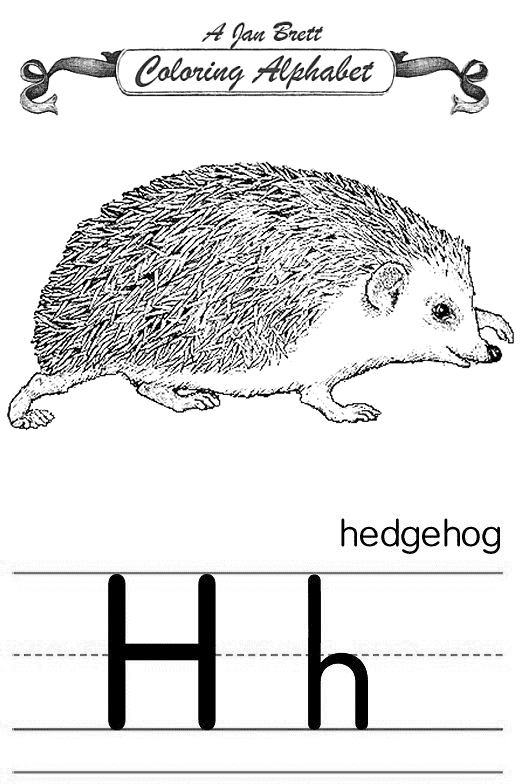 A Jan Brett
Coloring Alphabet
hedgehog
H h